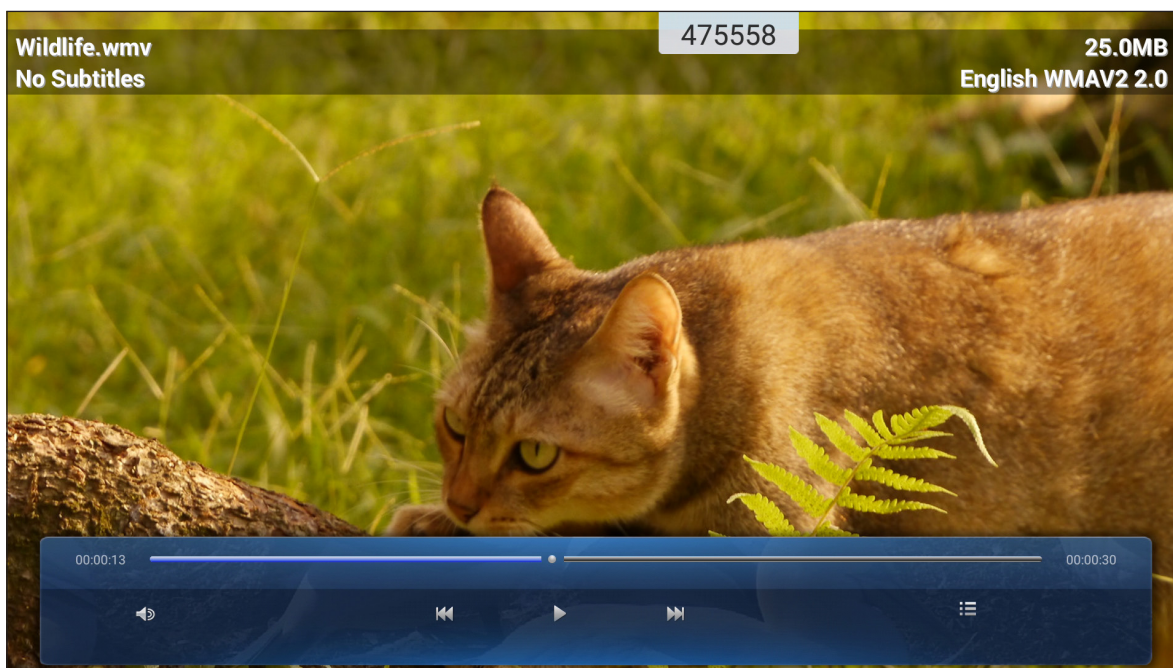 475558
Wildlife.wmv
25.0MB
No Subtitles
English WMAV2 2.0
00:00:13
00:00:30